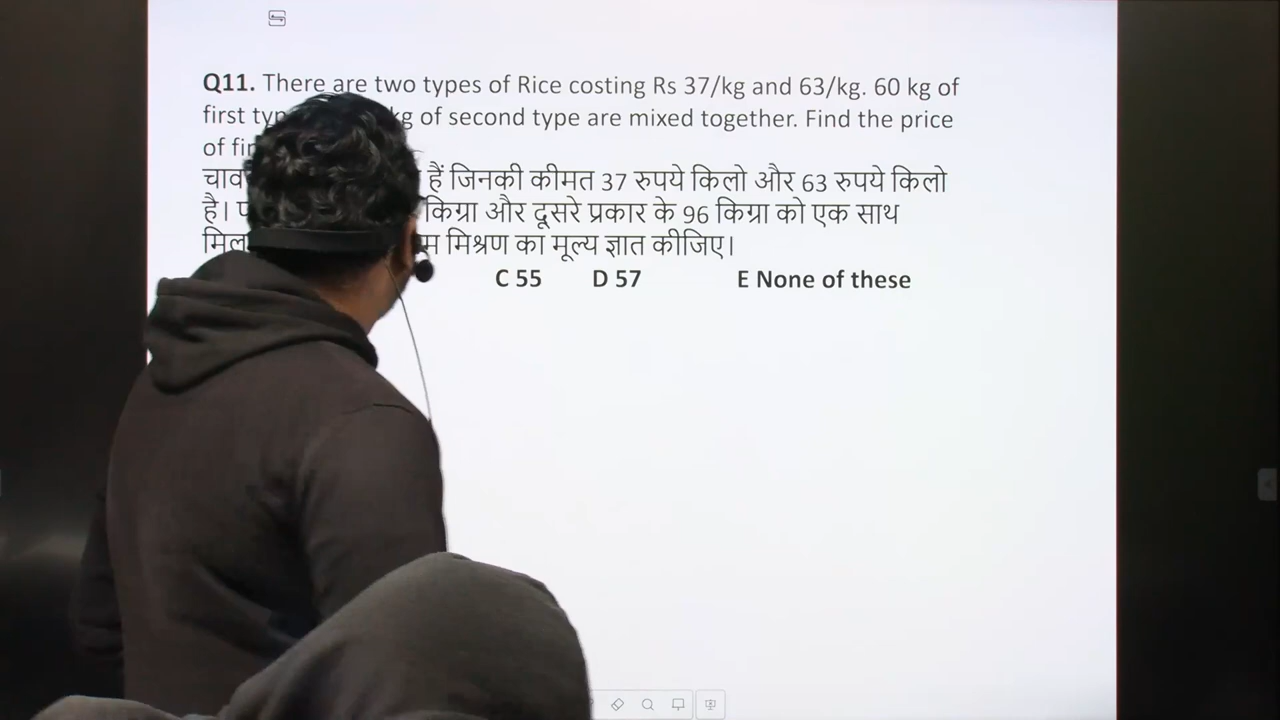 Q11. There are two types of Rice costing Rs 37/kg and 63/kg. 60 kg of
first kg of second type are mixed together. Find the price
of
हैं जिनकी कीमत 37 रुपये किलो और 63 रुपये किलो
है। किग्रा और दूसरे प्रकार के 96 किग्रा को एक साथ
मिश्रण का मूल्य ज्ञात कीजिए।
C 55 D 57 E None of these